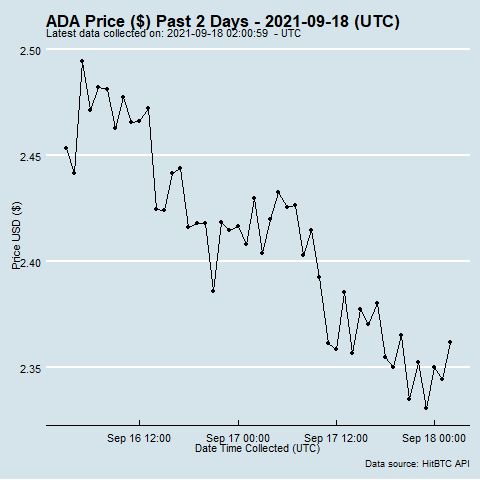 ADA Price ($) Past 2 Days - 2021-09-18 (UTC)
Latest data collected on: 2021-09-18 02:00:59 - UTC
2.50
2.45
2.40
2.35
Price USD ($)
Sep 16 12:00 Sep 17 00:00 Sep 17 12:00 Sep 18 00:00
Date Time Collected (UTC)
Data source: HitBTC API